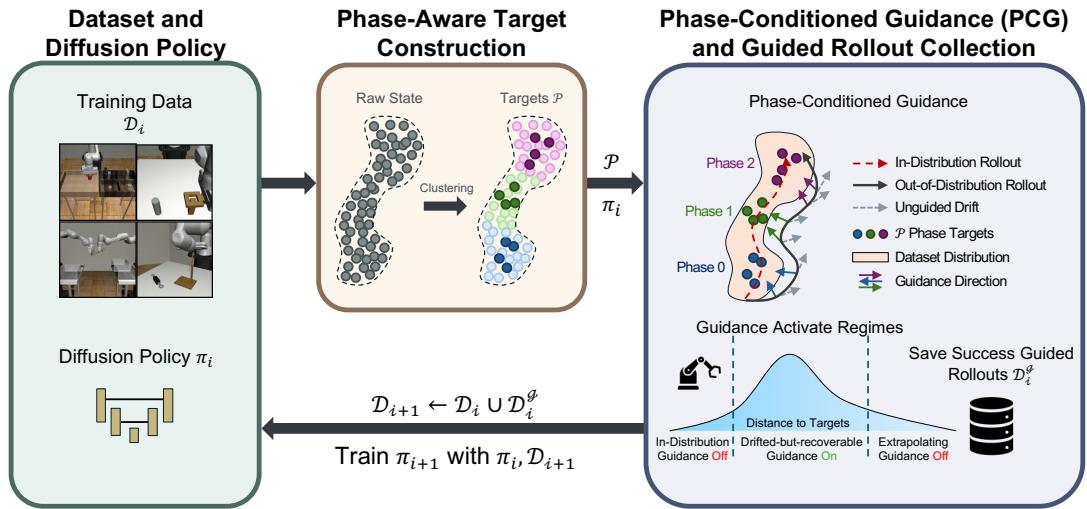 Dataset and
Diffusion Policy
Training Data
𝒟ᵢ
Diffusion Policy πᵢ
Phase-Aware Target
Construction
Raw State
Targets 𝒫
Clustering
𝒫
πᵢ
Phase-Conditioned Guidance (PCG)
and Guided Rollout Collection
Phase-Conditioned Guidance
Phase 2
Phase 1
Phase 0
In-Distribution Rollout
Out-of-Distribution Rollout
Unguided Drift
𝒫 Phase Targets
Dataset Distribution
Guidance Direction
Guidance Activate Regimes
Distance to Targets
In-Distribution
Guidance Off
Drifted-but-recoverable
Guidance On
Extrapolating
Guidance Off
Save Success Guided
Rollouts 𝒟ᵢ^ℊ
𝒟ᵢ₊₁ ← 𝒟ᵢ ∪ 𝒟ᵢ^ℊ
Train πᵢ₊₁ with πᵢ, 𝒟ᵢ₊₁